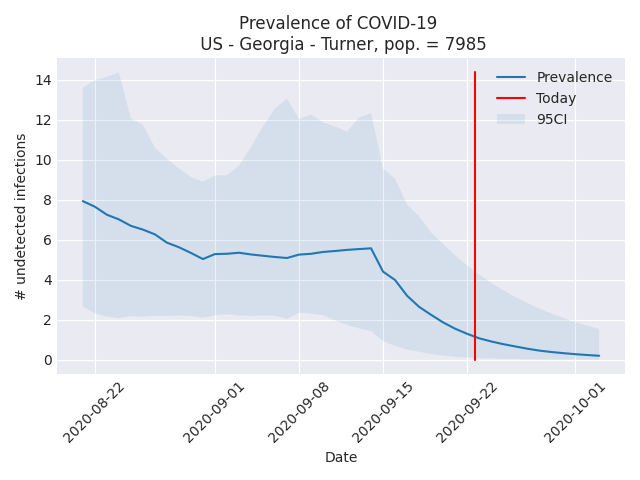 Prevalence of COVID-19
US - Georgia - Turner, pop. = 7985
Prevalence
Today
95CI
# undetected infections
14
12
10
8
6
4
2
0
2020-08-22
2020-09-01
2020-09-08
2020-09-15
2020-09-22
2020-10-01
Date